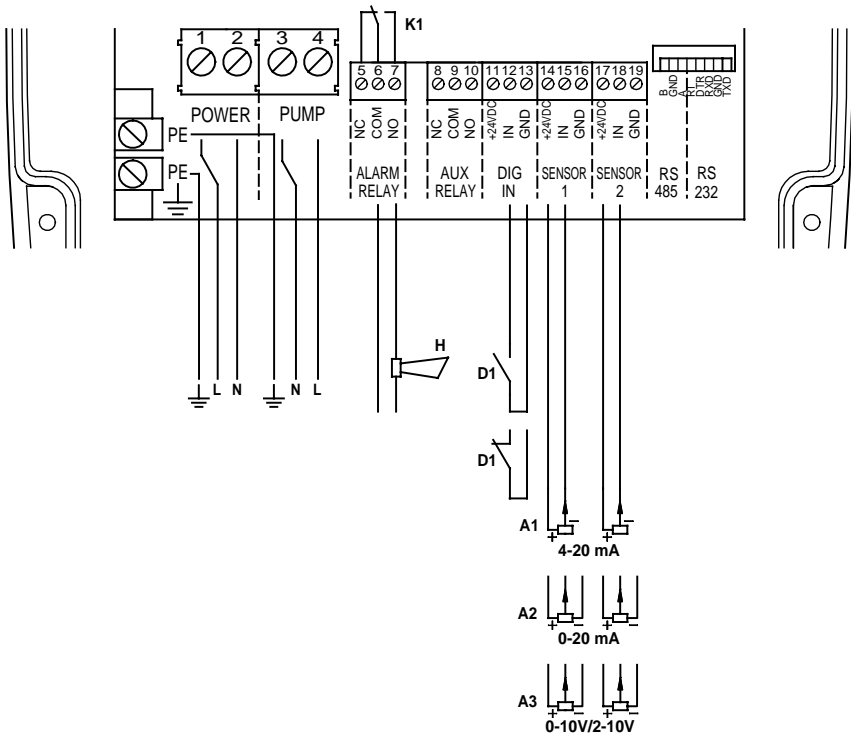 K1
1 2 3 4
5 6 7 8 9 10 11 12 13 14 15 16 17 18 19
B GND A RI DTR RXD GND TXD
POWER PUMP
NC COM NO NC COM NO +24VDC IN GND +24VDC IN GND +24VDC IN GND
PE
PE
ALARM RELAY
AUX RELAY
DIG IN
SENSOR 1
SENSOR 2
RS 485
RS 232
H
D1
L N N L
D1
A1
+ − + −
4-20 mA
A2
+ − + −
0-20 mA
A3
+ − + −
0-10V/2-10V